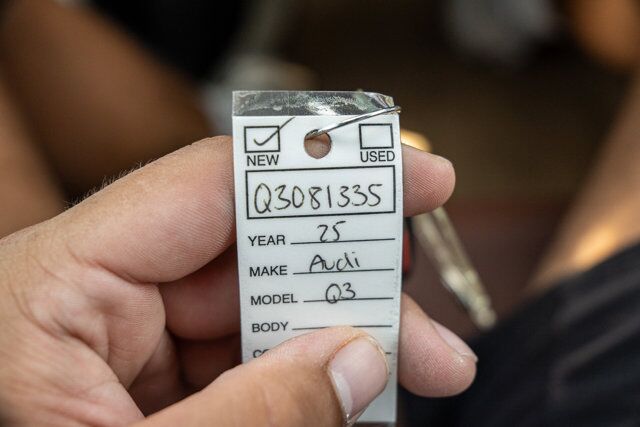 NEW USED
Q3081335
YEAR 25
MAKE Audi
MODEL Q3
BODY